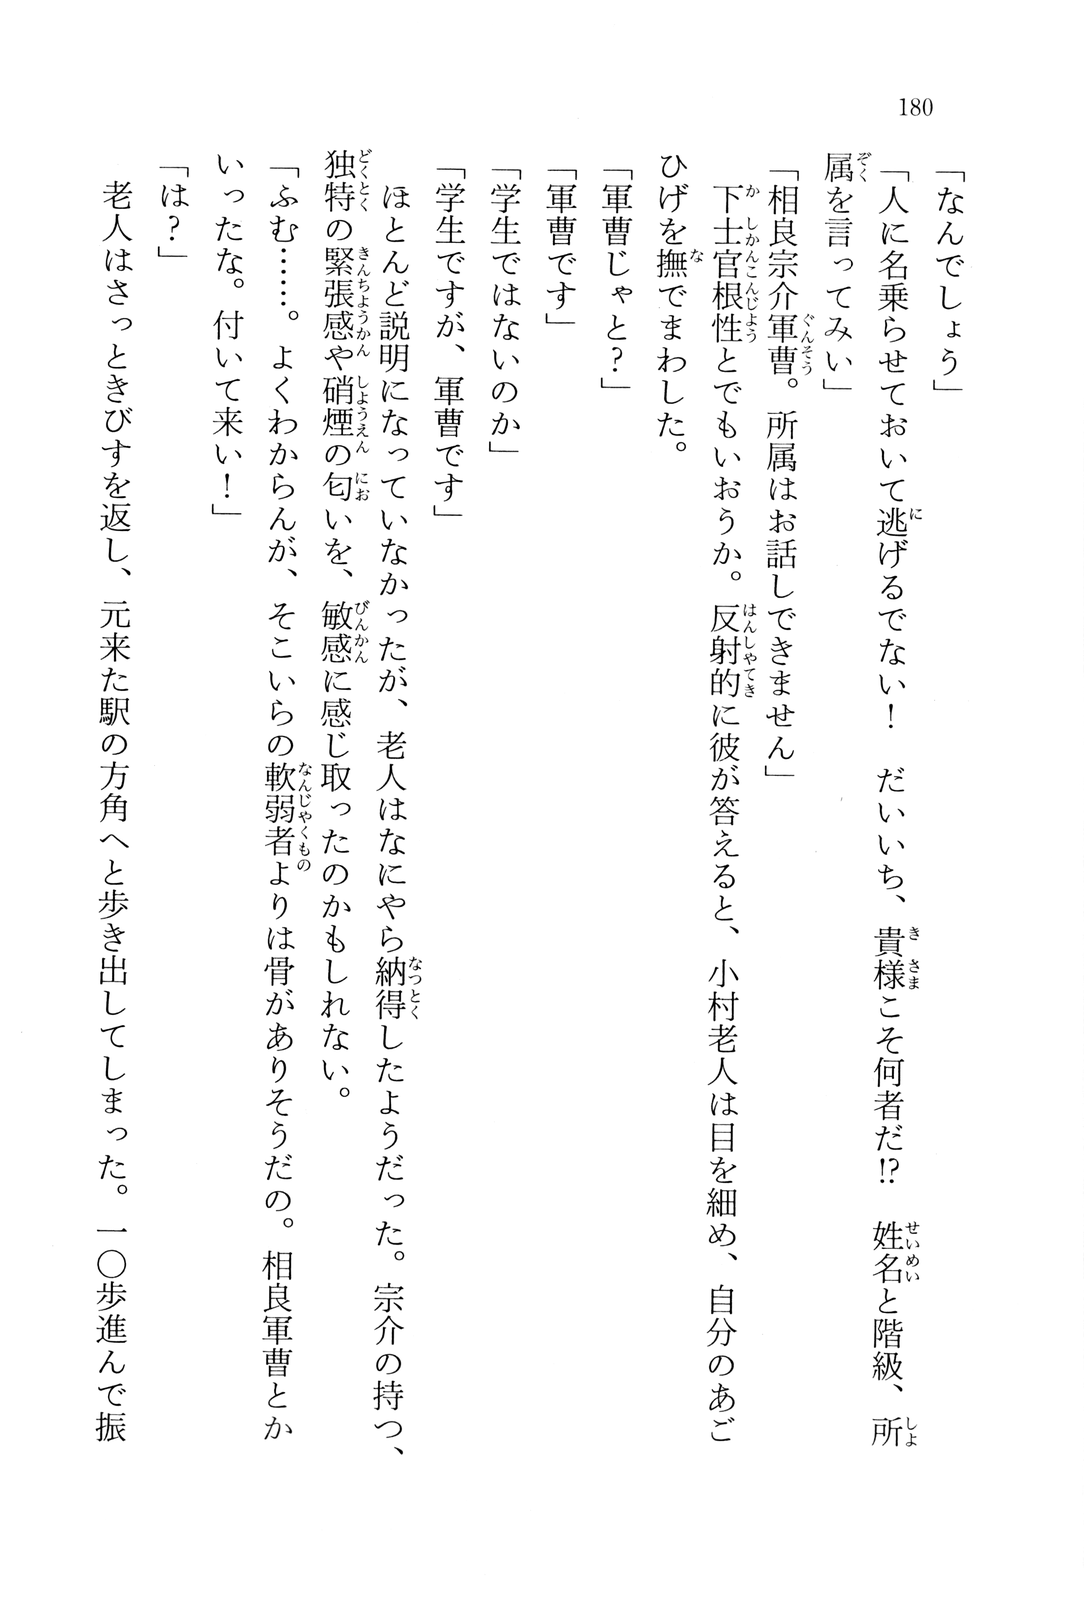 180
「なんでしょう」
「人に名乗らせておいて逃げるでない！　だいいち、貴様こそ何者だ!?　姓名と階級、所
属を言ってみい」
「相良宗介軍曹。所属はお話しできません」
　下士官根性とでもいおうか。反射的に彼が答えると、小村老人は目を細め、自分のあご
ひげを撫でまわした。
「軍曹じゃと？」
「軍曹です」
「学生ではないのか」
「学生ですが、軍曹です」
　ほとんど説明になっていなかったが、老人はなにやら納得したようだった。宗介の持つ、
独特の緊張感や硝煙の匂いを、敏感に感じ取ったのかもしれない。
「ふむ……。よくわからんが、そこいらの軟弱者よりは骨がありそうだの。相良軍曹とか
いったな。付いて来い！」
「は？」
　老人はさっときびすを返し、元来た駅の方角へと歩き出してしまった。一〇歩進んで振